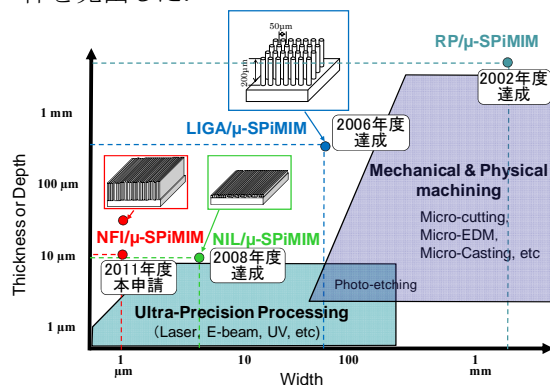 50μm
200μm
RP/μ-SPiMIM
2002年度
達成
1 mm
LIGA/μ-SPiMIM
2006年度
達成
Mechanical & Physical
machining
Thickness or Depth
100 μm
Micro-cutting,
Micro-EDM,
Micro-Casting, etc
NFI/μ-SPiMIM
NIL/μ-SPiMIM
10 μm
2011年度
本申請
2008年度
達成
Photo-etching
Ultra-Precision Processing
(Laser, E-beam, UV, etc)
1 μm
1
μm
10
100
1
mm
Width